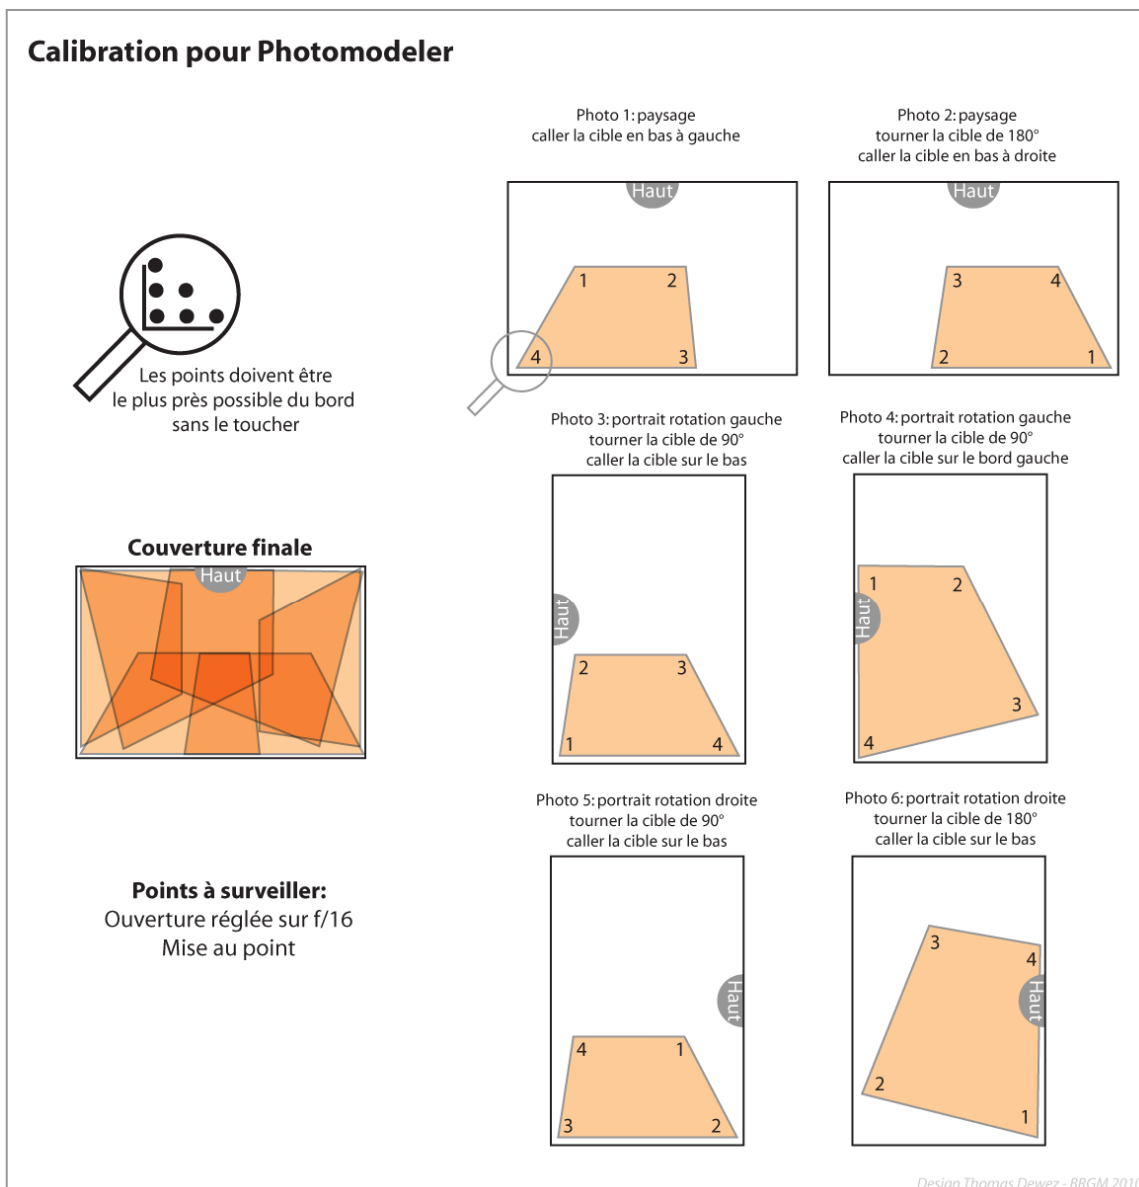 Calibration pour Photomodeler
Photo 1: paysage
caller la cible en bas à gauche
Photo 2: paysage
tourner la cible de 180°
caller la cible en bas à droite
Haut
1
2
4
3
Haut
3
4
2
1
Les points doivent être
le plus près possible du bord
sans le toucher
Photo 3: portrait rotation gauche
tourner la cible de 90°
caller la cible sur le bas
Photo 4: portrait rotation gauche
tourner la cible de 90°
caller la cible sur le bord gauche
Couverture finale
Haut
Haut
2
3
1
4
1
2
Haut
3
4
Photo 5: portrait rotation droite
tourner la cible de 90°
caller la cible sur le bas
Photo 6: portrait rotation droite
tourner la cible de 180°
caller la cible sur le bas
Points à surveiller:
Ouverture réglée sur f/16
Mise au point
Haut
4
1
3
2
3
4
Haut
2
1
Design Thomas Dewez - BRGM 2010